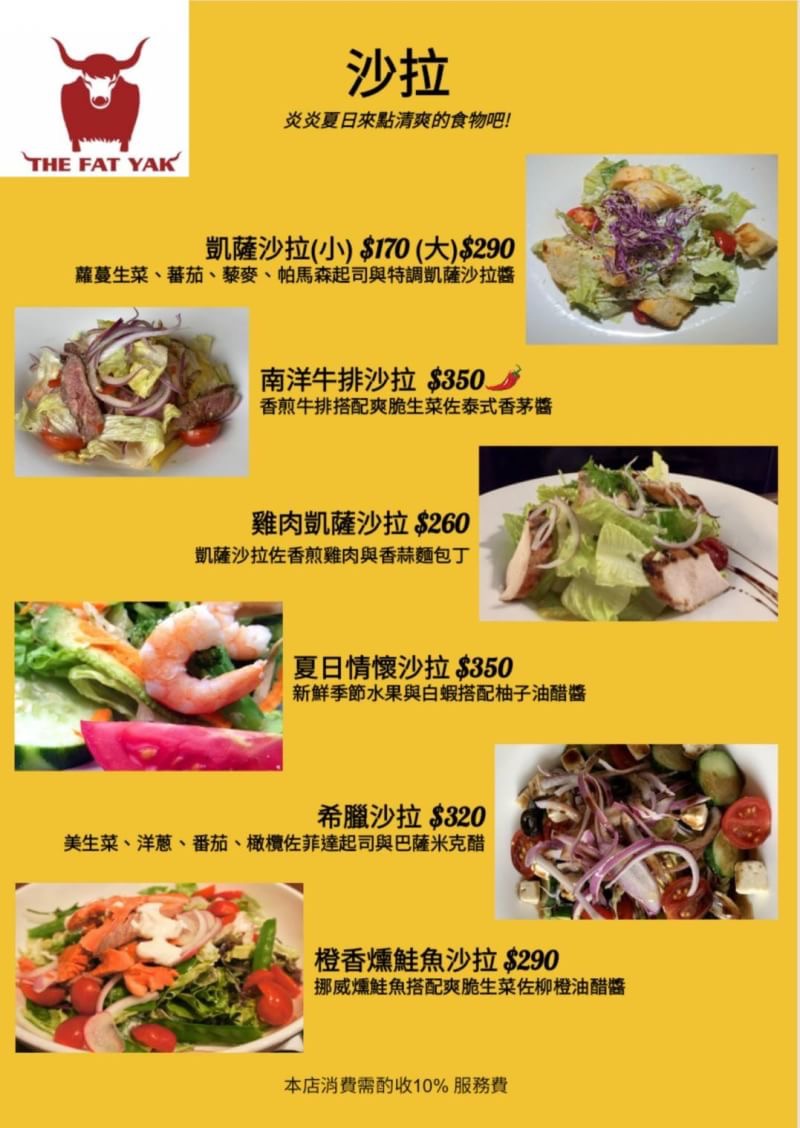 THE FAT YAK
沙拉
炎炎夏日來點清爽的食物吧!
凱薩沙拉(小) $170 (大)$290
蘿蔓生菜、蕃茄、藜麥、帕馬森起司與特調凱薩沙拉醬
南洋牛排沙拉 $350
香煎牛排搭配爽脆生菜佐泰式香茅醬
雞肉凱薩沙拉 $260
凱薩沙拉佐香煎雞肉與香蒜麵包丁
夏日情懷沙拉 $350
新鮮季節水果與白蝦搭配柚子油醋醬
希臘沙拉 $320
美生菜、洋蔥、番茄、橄欖佐菲達起司與巴薩米克醋
橙香燻鮭魚沙拉 $290
挪威燻鮭魚搭配爽脆生菜佐柳橙油醋醬
本店消費需酌收10% 服務費